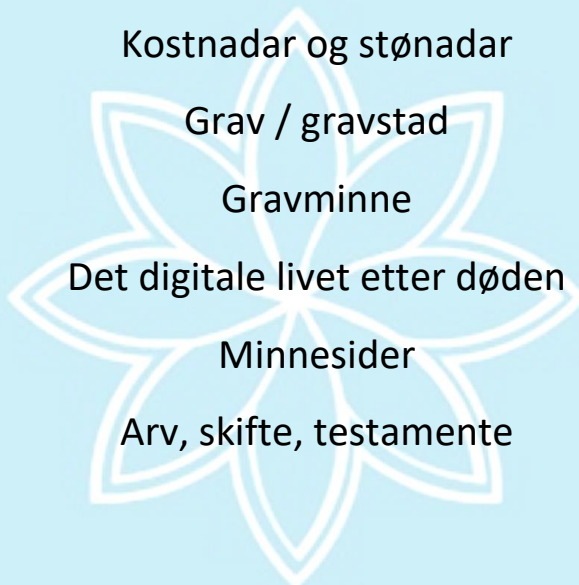 Kostnadar og stønadar
Grav / gravstad
Gravminne
Det digitale livet etter døden
Minnesider
Arv, skifte, testamente